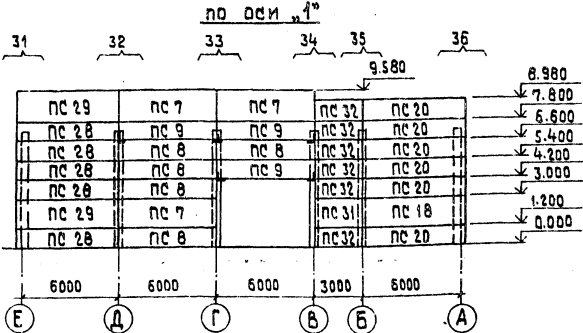 ПО ОСИ „1"
31 32 33 34 35 36
9.580
8.980
ПС 29 ПС 7 ПС 7 ПС 32 ПС 20 7.800
ПС 28 ПС 9 ПС 9 ПС 32 ПС 20 6.600
ПС 28 ПС 8 ПС 8 ПС 32 ПС 20 5.400
ПС 28 ПС 8 ПС 9 ПС 32 ПС 20 4.200
ПС 28 ПС 8 ПС 32 ПС 20 3.000
ПС 29 ПС 7 ПС 31 ПС 18 1.200
ПС 28 ПС 8 ПС 32 ПС 20 0.000
6000 6000 6000 3000 6000
Е Д Г В Б А